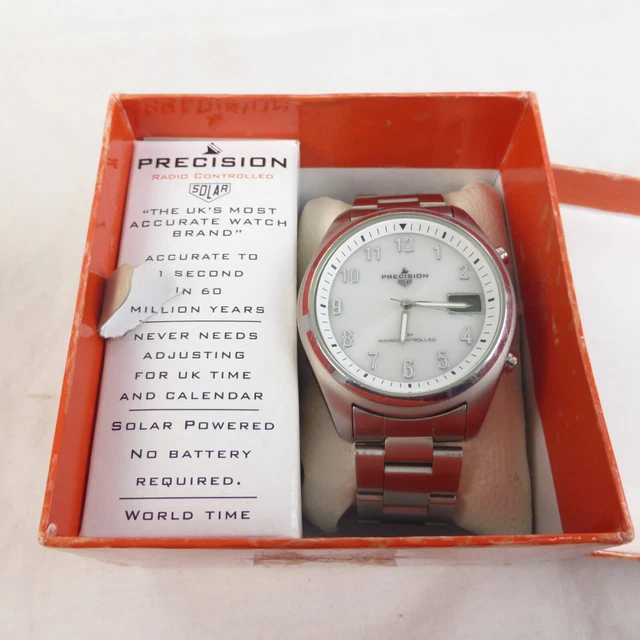 PRECISION
RADIO CONTROLLED
SOLAR
"THE UK'S MOST
ACCURATE WATCH
BRAND"
ACCURATE TO
1 SECOND
IN 60
MILLION YEARS
NEVER NEEDS
ADJUSTING
FOR UK TIME
AND CALENDAR
SOLAR POWERED
NO BATTERY
REQUIRED.
WORLD TIME
12
1
2
4
5
6
7
8
9
10
11
PRECISION
SOLAR
RADIO CONTROLLED